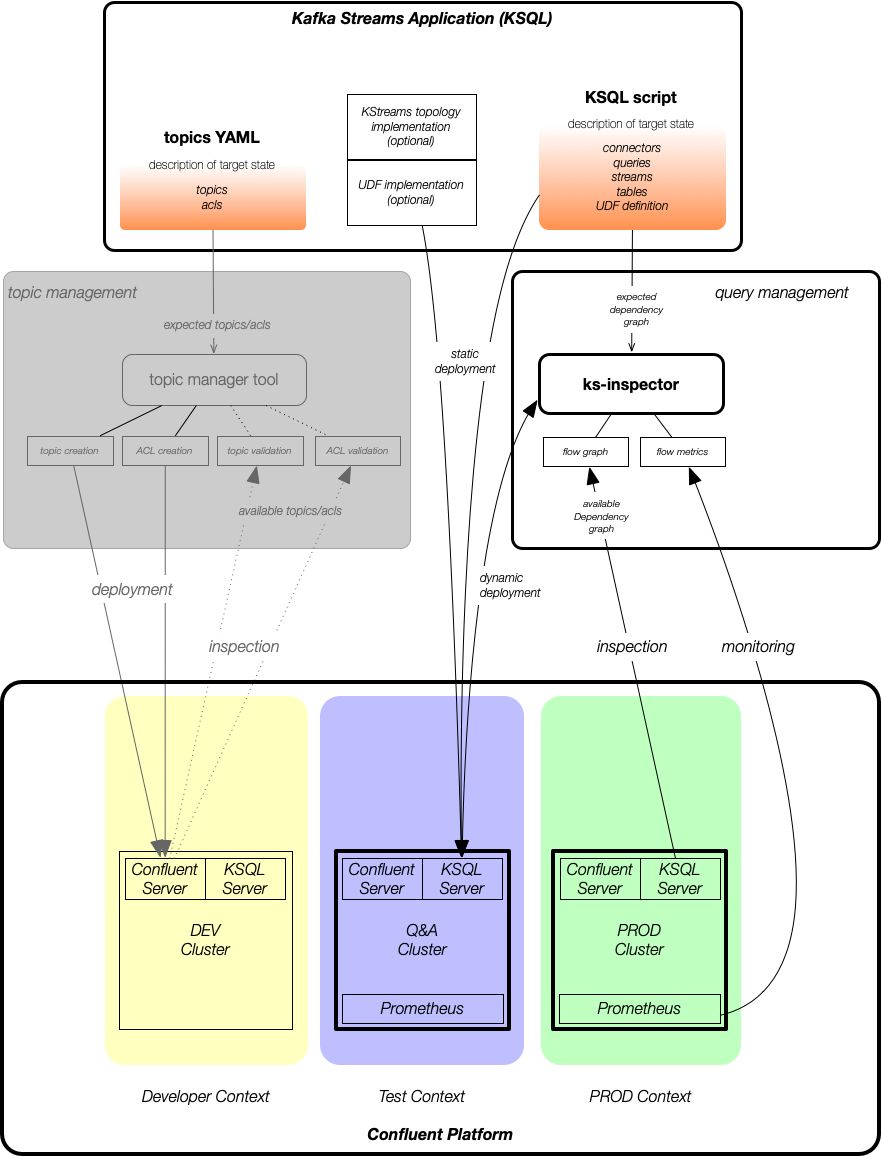 Kafka Streams Application (KSQL)
topics YAML
description of target state
topics
acls
KStreams topology
implementation
(optional)
UDF implementation
(optional)
KSQL script
description of target state
connectors
queries
streams
tables
UDF definition
topic management
expected topics/acls
topic manager tool
topic creation
ACL creation
topic validation
ACL validation
available topics/acls
static
deployment
query management
expected
dependency
graph
ks-inspector
flow graph
flow metrics
available
Dependency
graph
dynamic
deployment
deployment
inspection
inspection
monitoring
Confluent
Server
KSQL
Server
DEV
Cluster
Confluent
Server
KSQL
Server
Q&A
Cluster
Prometheus
Confluent
Server
KSQL
Server
PROD
Cluster
Prometheus
Developer Context
Test Context
PROD Context
Confluent Platform